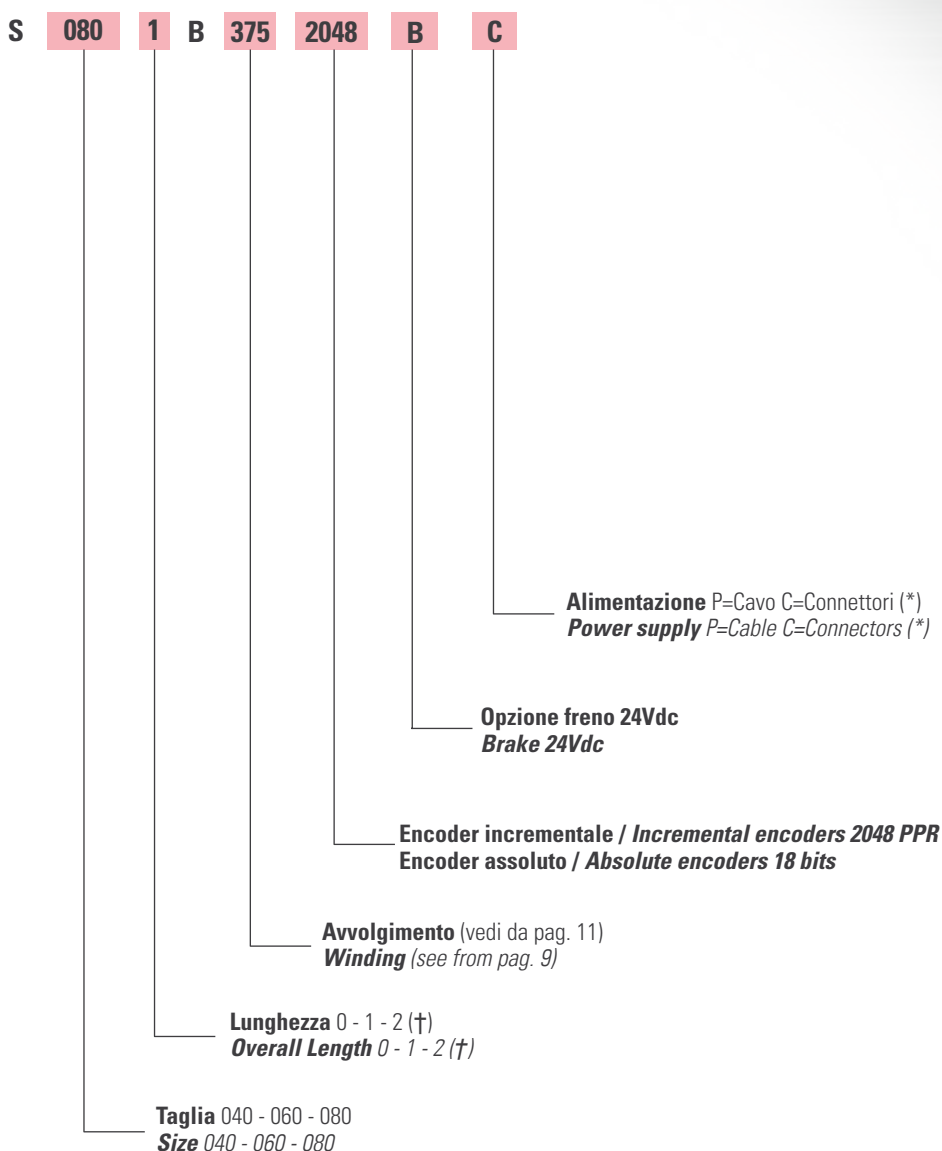 S 080 1 B 375 2048 B C
Alimentazione P=Cavo C=Connettori (*)
Power supply P=Cable C=Connectors (*)
Opzione freno 24Vdc
Brake 24Vdc
Encoder incrementale / Incremental encoders 2048 PPR
Encoder assoluto / Absolute encoders 18 bits
Avvolgimento (vedi da pag. 11)
Winding (see from pag. 9)
Lunghezza 0 - 1 - 2 (†)
Overall Length 0 - 1 - 2 (†)
Taglia 040 - 060 - 080
Size 040 - 060 - 080